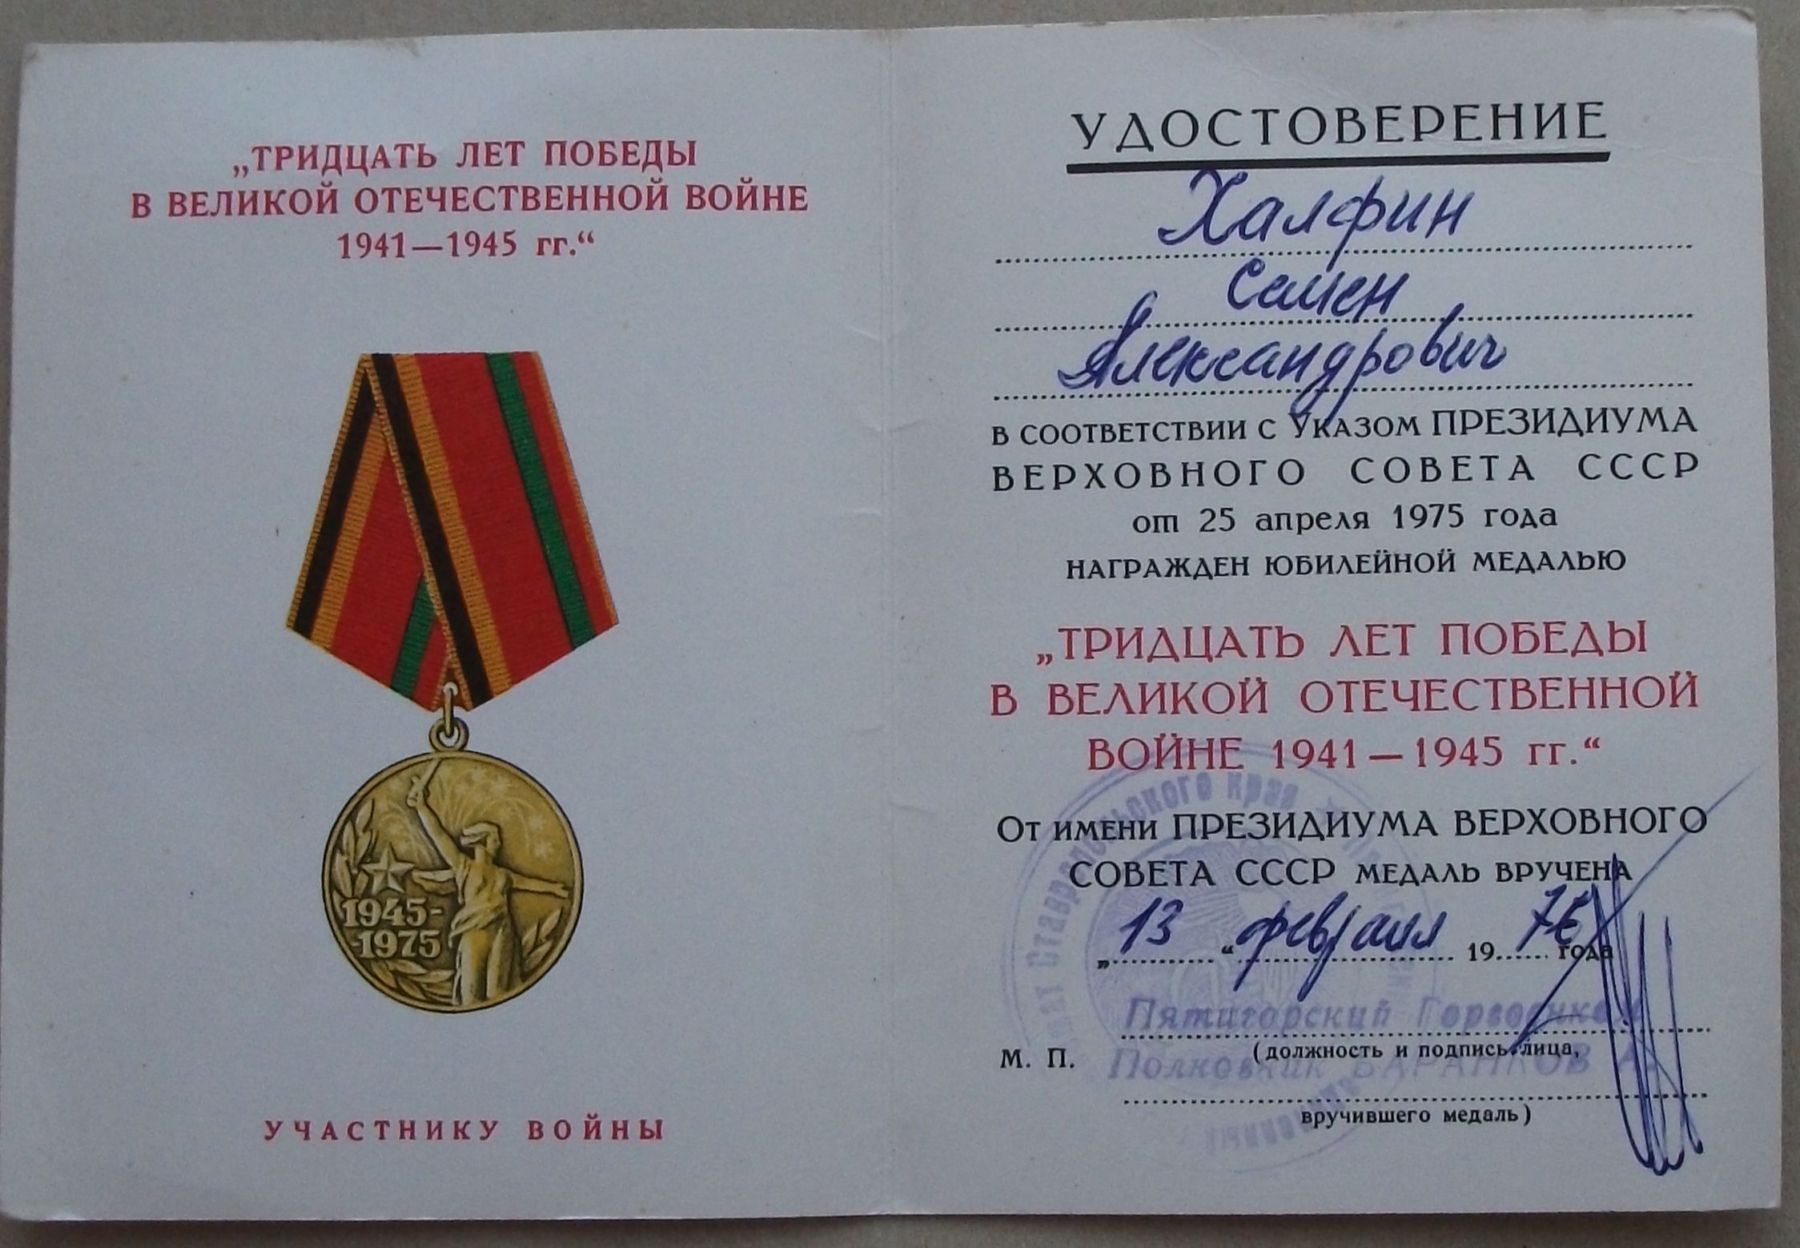 „ТРИДЦАТЬ ЛЕТ ПОБЕДЫ
В ВЕЛИКОЙ ОТЕЧЕСТВЕННОЙ ВОЙНЕ
1941—1945 гг.“
1945-
-1975
УЧАСТНИКУ ВОЙНЫ
УДОСТОВЕРЕНИЕ
Халфин
Семен
Александрович
В СООТВЕТСТВИИ С УКАЗОМ ПРЕЗИДИУМА
ВЕРХОВНОГО СОВЕТА СССР
от 25 апреля 1975 года
НАГРАЖДЕН ЮБИЛЕЙНОЙ МЕДАЛЬЮ
„ТРИДЦАТЬ ЛЕТ ПОБЕДЫ
В ВЕЛИКОЙ ОТЕЧЕСТВЕННОЙ
ВОЙНЕ 1941—1945 гг.“
Ставропольского края
ОТ ИМЕНИ ПРЕЗИДИУМА ВЕРХОВНОГО
СОВЕТА СССР МЕДАЛЬ ВРУЧЕНА
„13“ февраля 1976 года
Пятигорский Горвоенком
М. П. (должность и подпись лица,
Полковник БАРАНКОВ А.
вручившего медаль)